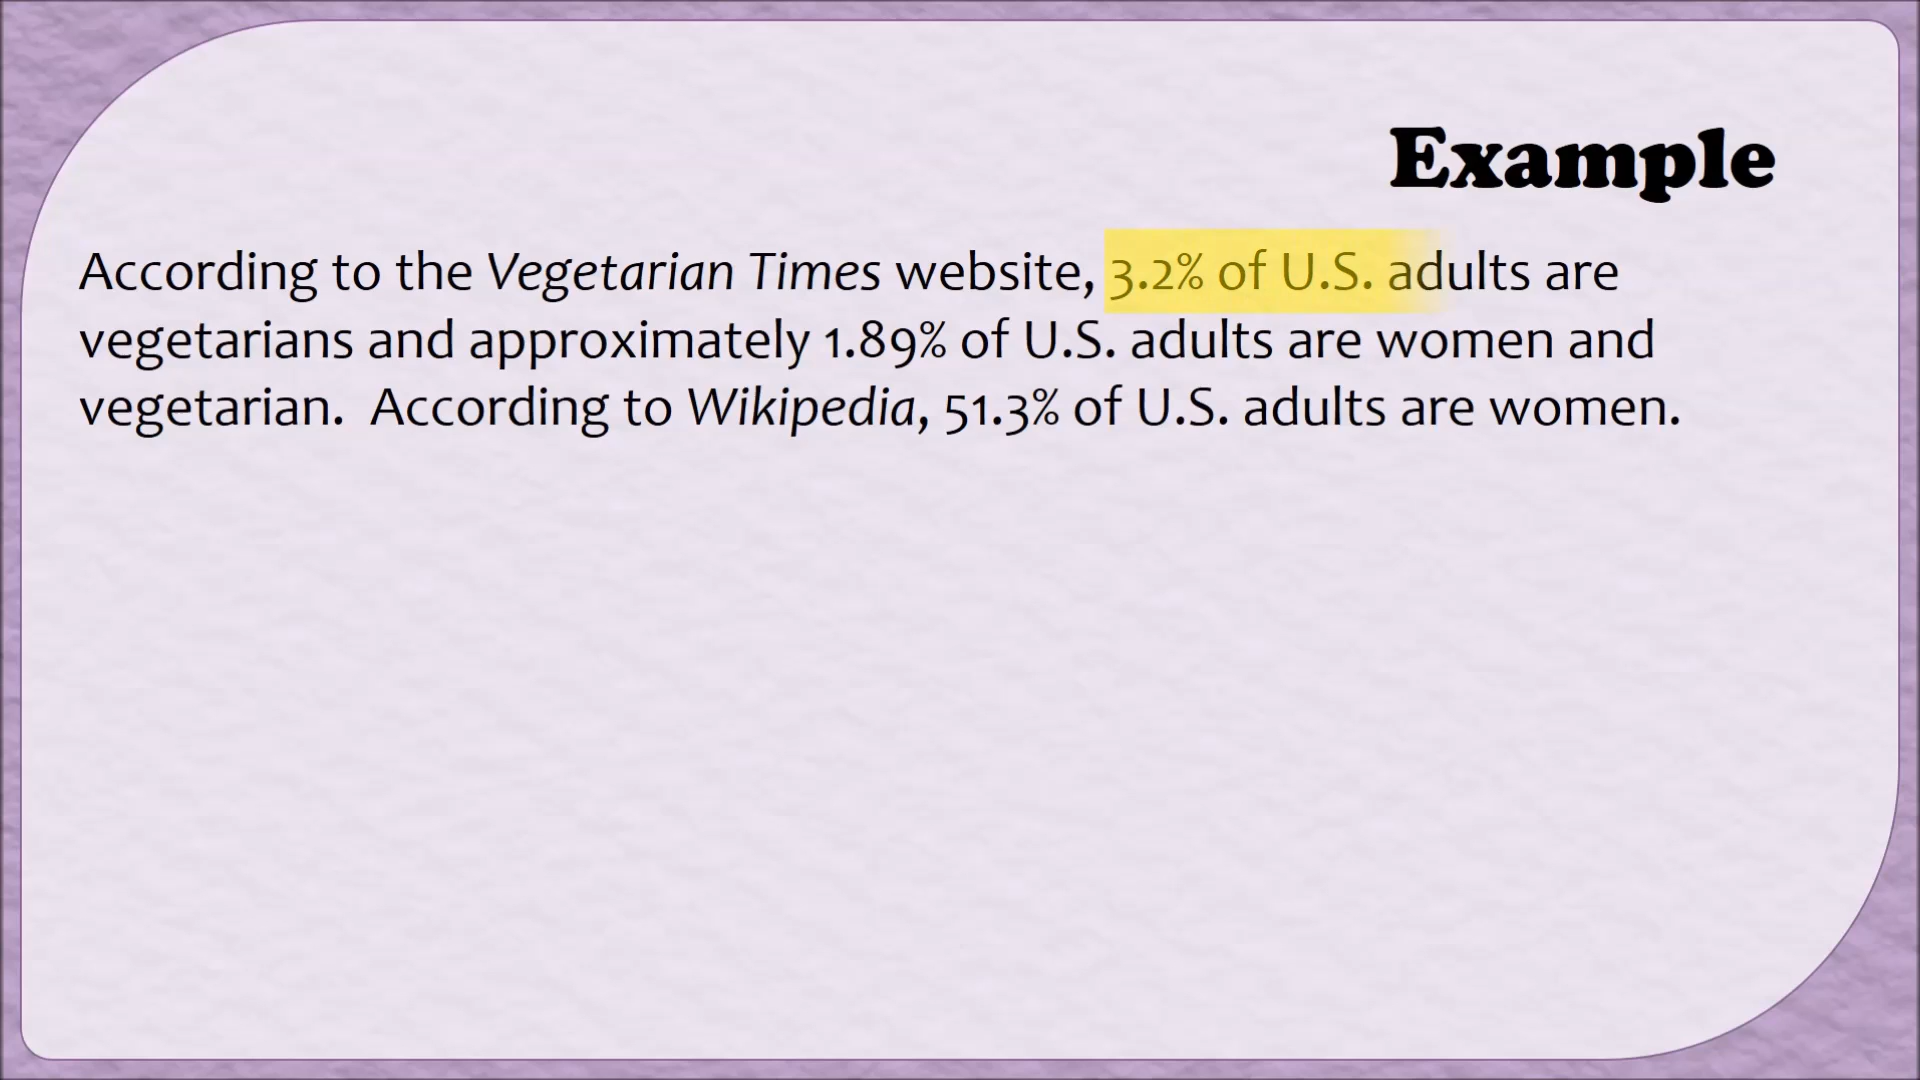 Example
According to the Vegetarian Times website, 3.2% of U.S. adults are
vegetarians and approximately 1.89% of U.S. adults are women and
vegetarian.  According to Wikipedia, 51.3% of U.S. adults are women.